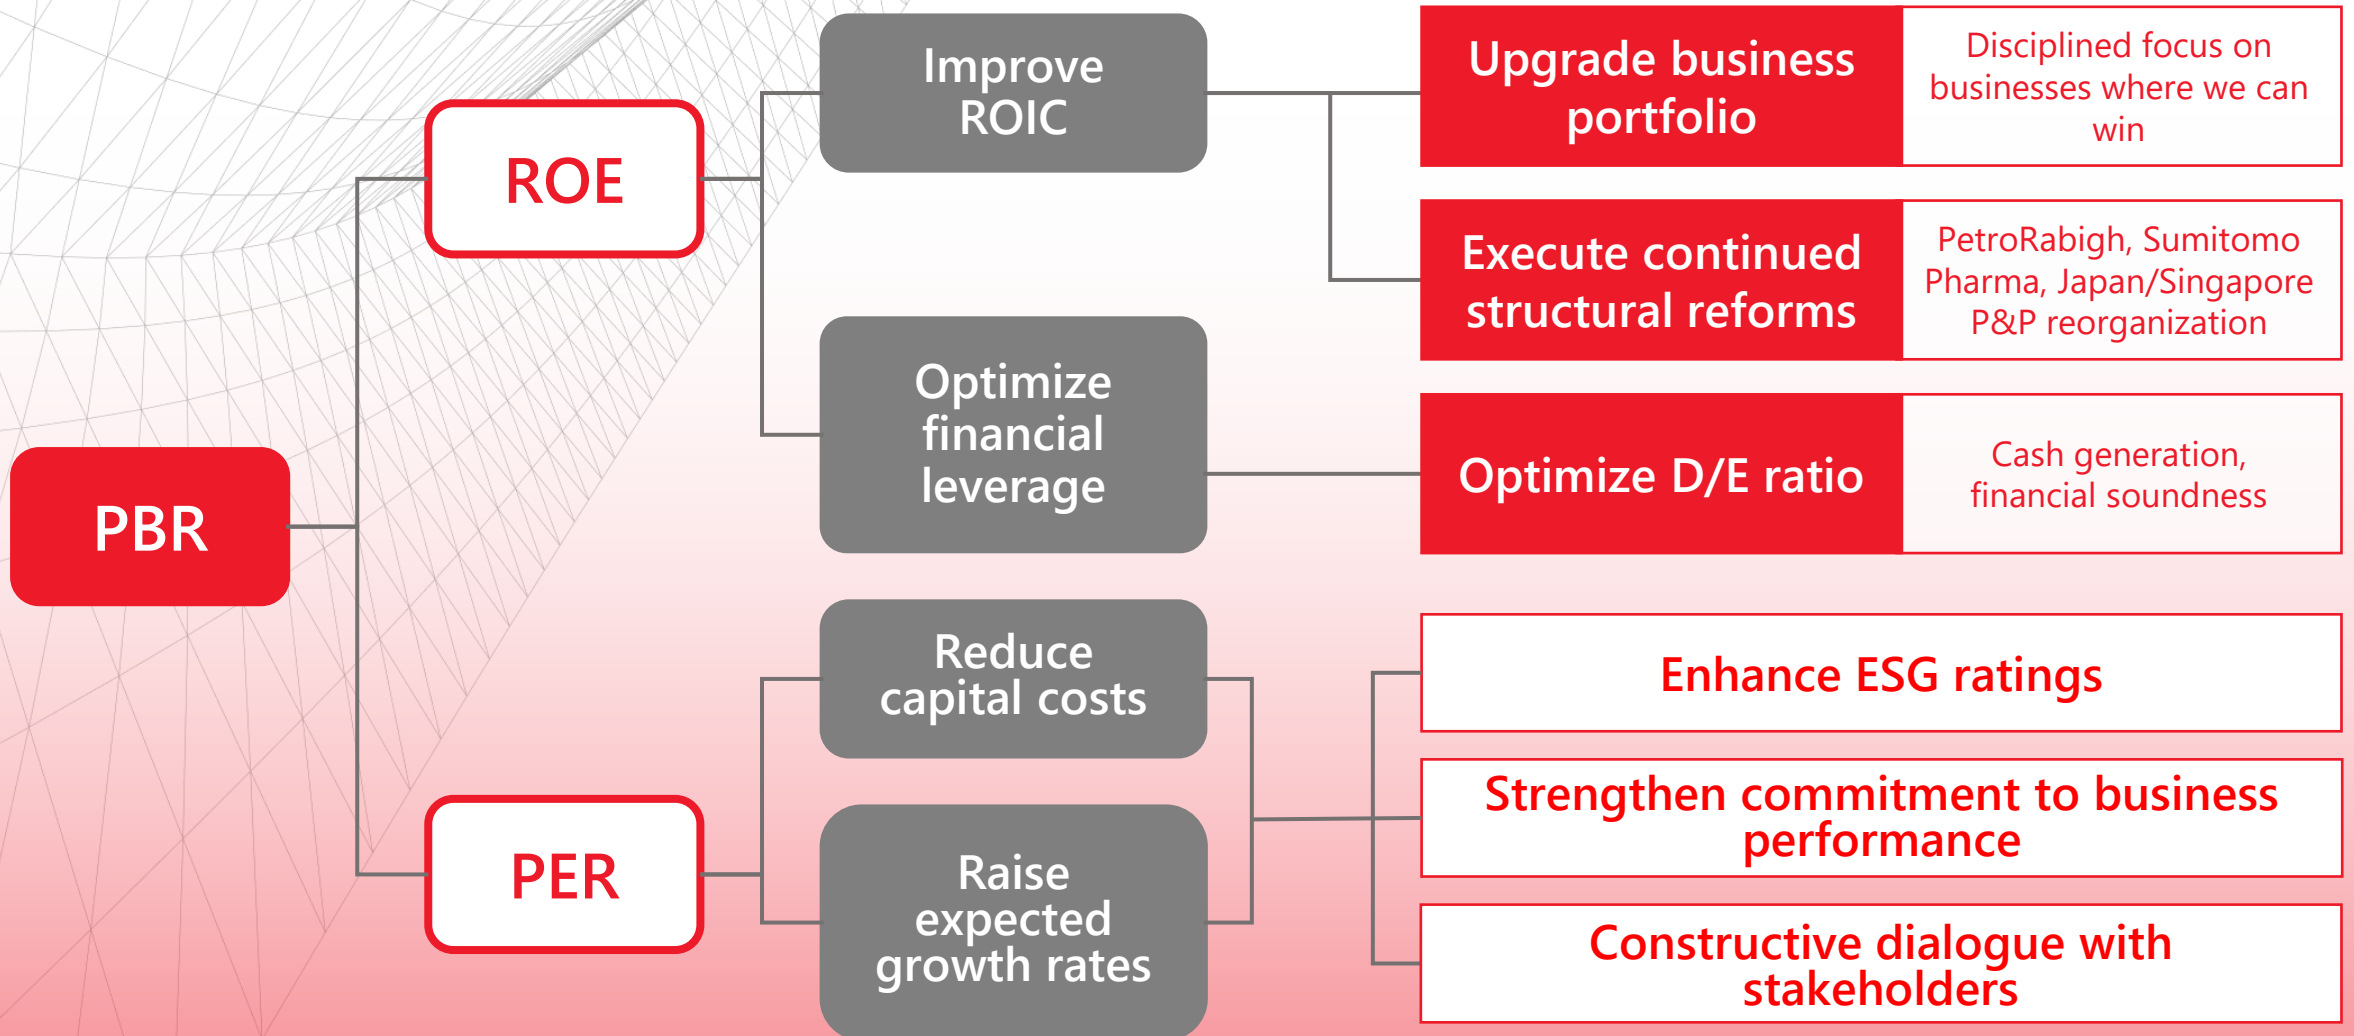 PBR
ROE
PER
Improve
ROIC
Optimize
financial
leverage
Reduce
capital costs
Raise
expected
growth rates
Upgrade business
portfolio
Disciplined focus on
businesses where we can
win
Execute continued
structural reforms
PetroRabigh, Sumitomo
Pharma, Japan/Singapore
P&P reorganization
Optimize D/E ratio
Cash generation,
financial soundness
Enhance ESG ratings
Strengthen commitment to business
performance
Constructive dialogue with
stakeholders